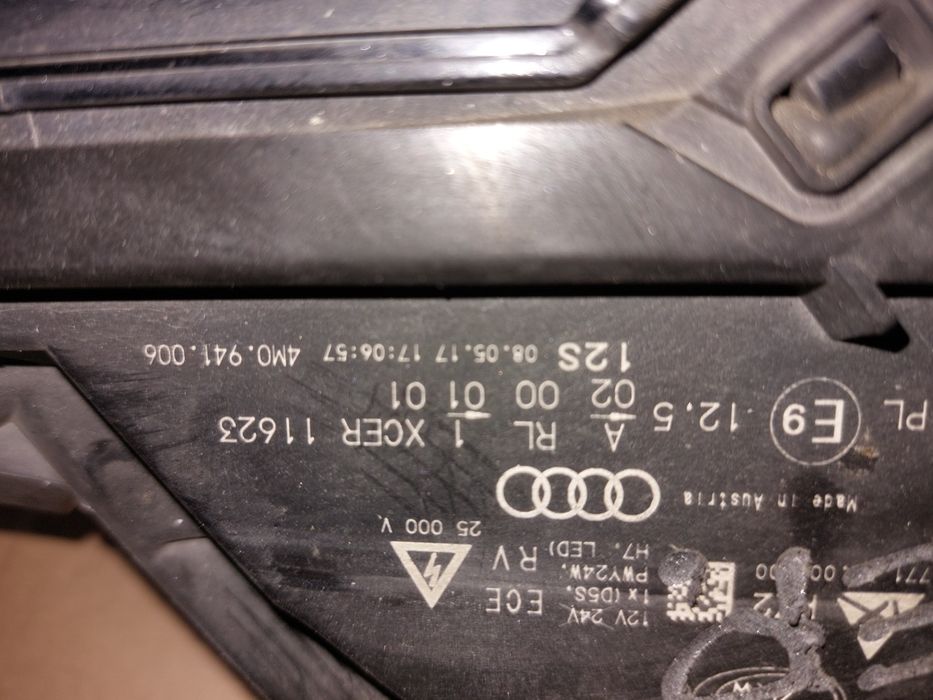 12V 24V
1x (D5S, ECE
PWY24W,
H7, LED) RV
25 000 V
Made in Austria
PL E9 12.5 A RL 1 XCER 11623
02 00 01 01
12S 08.05.17 17:06:57 4M0.941.006